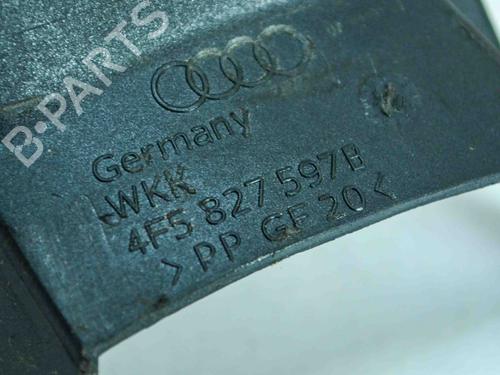 B·PARTS
Germany
WKK
4F5 827 597B
>PP GF 20<